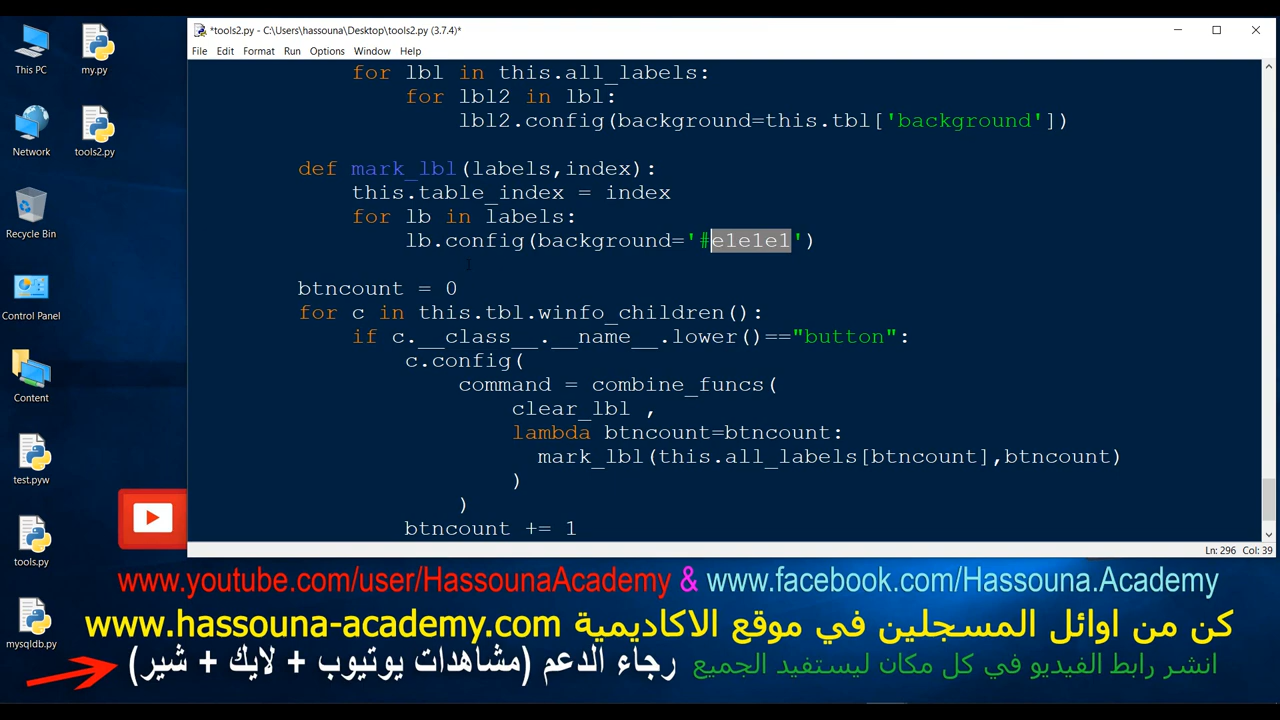 This PC
my.py
Network
tools2.py
Recycle Bin
Control Panel
Content
test.pyw
tools.py
mysqldb.py
*tools2.py - C:\Users\hassouna\Desktop\tools2.py (3.7.4)*
File Edit Format Run Options Window Help
for lbl in this.all_labels:
for lbl2 in lbl:
lbl2.config(background=this.tbl['background'])
def mark_lbl(labels,index):
this.table_index = index
for lb in labels:
lb.config(background='#e1e1e1')
btncount = 0
for c in this.tbl.winfo_children():
if c.__class__.__name__.lower()=="button":
c.config(
command = combine_funcs(
clear_lbl ,
lambda btncount=btncount:
mark_lbl(this.all_labels[btncount],btncount)
)
)
btncount += 1
Ln: 296 Col: 39
www.youtube.com/user/HassounaAcademy & www.facebook.com/Hassouna.Academy
كن من اوائل المسجلين في موقع الاكاديمية www.hassouna-academy.com
انشر رابط الفيديو في كل مكان ليستفيد الجميع رجاء الدعم (مشاهدات يوتيوب + لايك + شير)